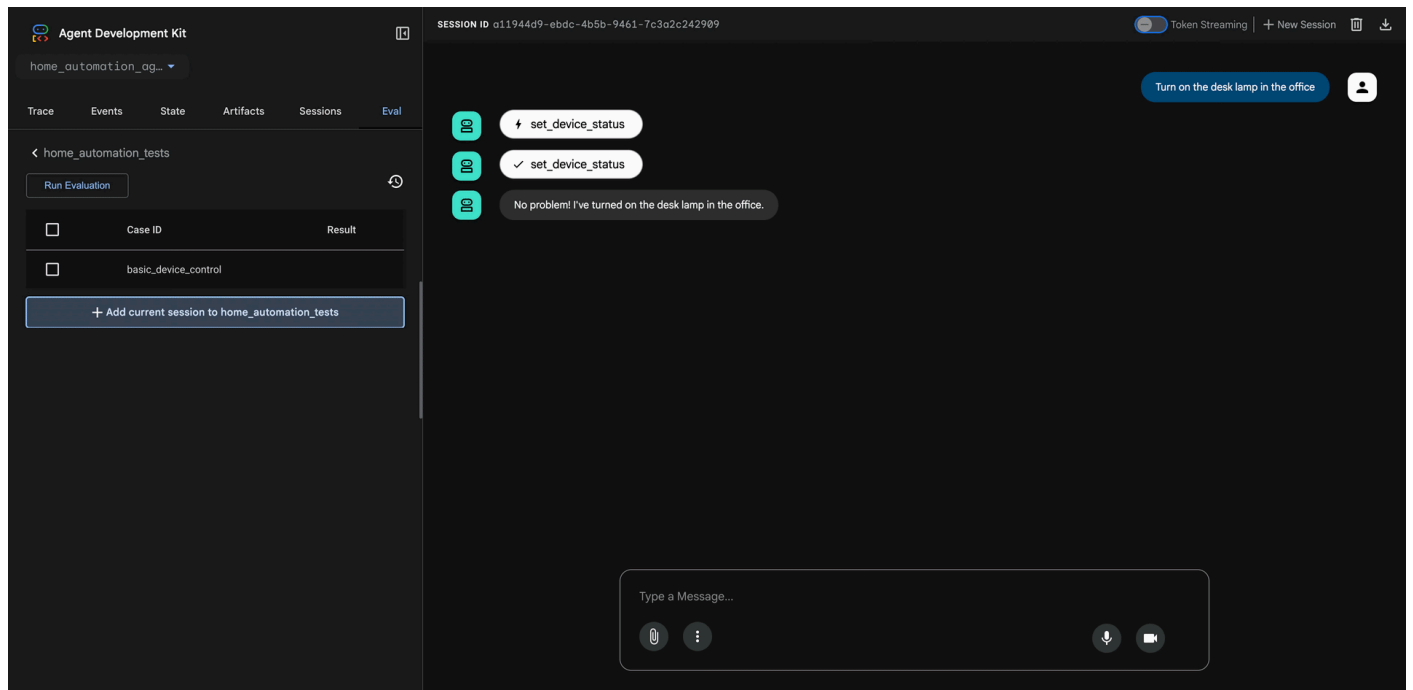 Agent Development Kit
home_automation_ag…
Trace Events State Artifacts Sessions Eval
home_automation_tests
Run Evaluation
Case ID Result
basic_device_control
+ Add current session to home_automation_tests
SESSION ID a11944d9-ebdc-4b5b-9461-7c3a2c242909
Token Streaming + New Session
Turn on the desk lamp in the office
set_device_status
set_device_status
No problem! I've turned on the desk lamp in the office.
Type a Message...